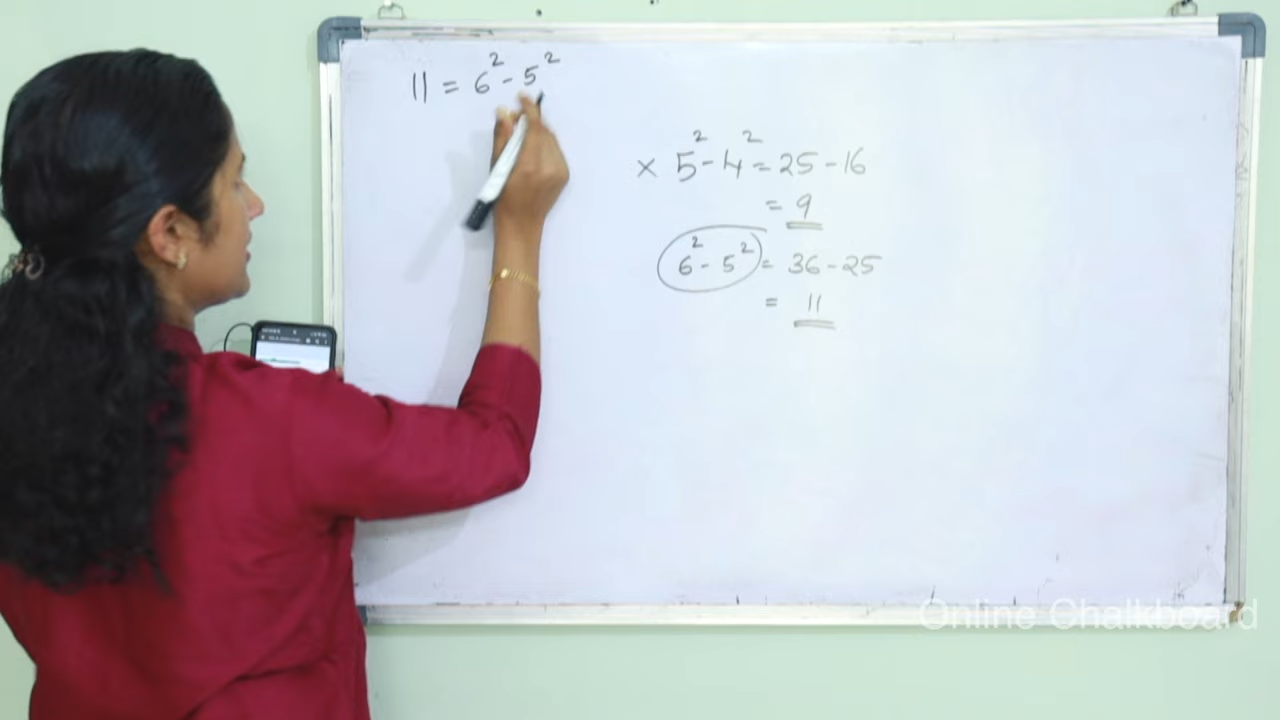 11 = 6² - 5²
× 5² - 4² = 25 - 16
= 9
6² - 5² = 36 - 25
= 11
Online Chalkboard